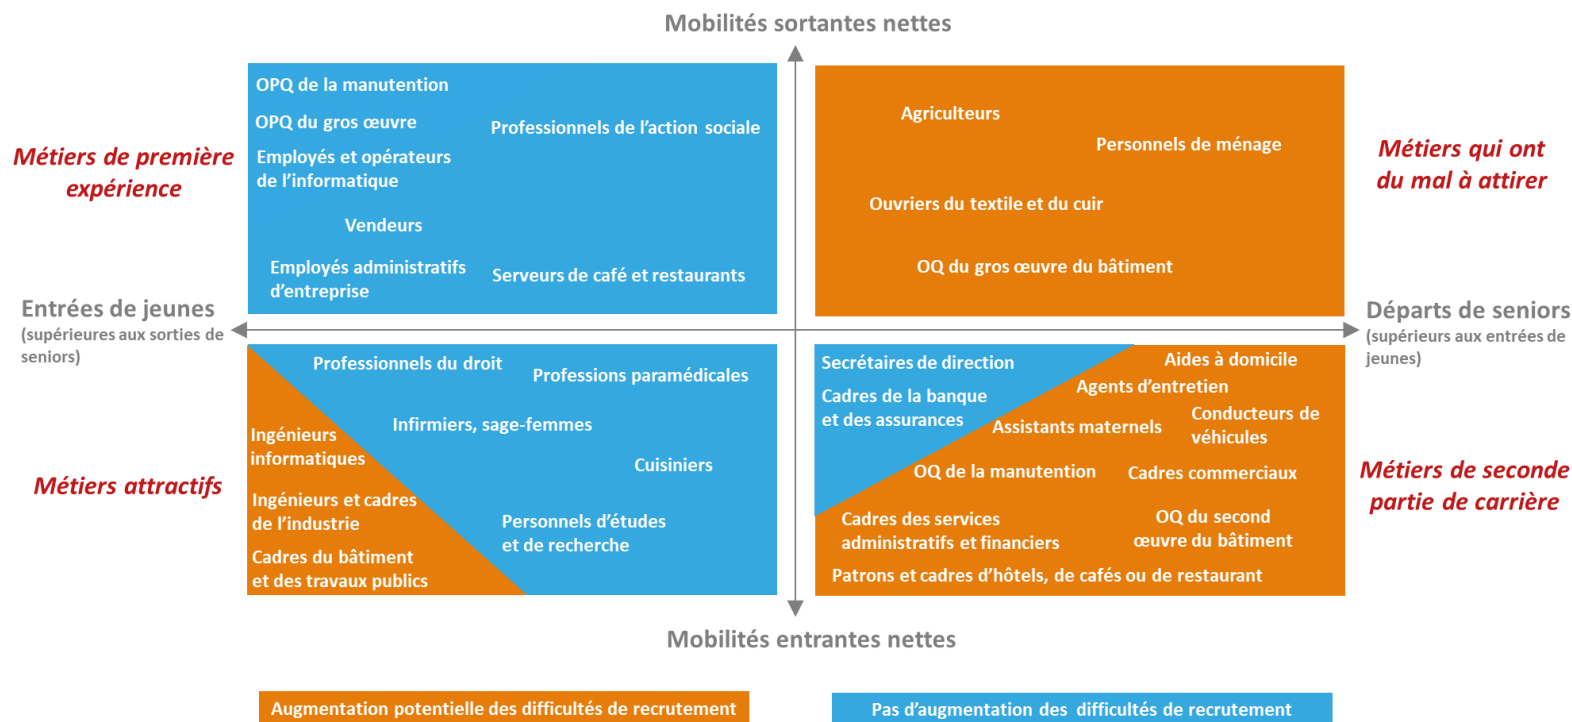 Mobilités sortantes nettes
OPQ de la manutention
OPQ du gros œuvre
Professionnels de l'action sociale
Employés et opérateurs
de l'informatique
Vendeurs
Employés administratifs
d'entreprise
Serveurs de café et restaurants
Métiers de première
expérience
Agriculteurs
Personnels de ménage
Ouvriers du textile et du cuir
OQ du gros œuvre du bâtiment
Métiers qui ont
du mal à attirer
Entrées de jeunes
(supérieures aux sorties de
seniors)
Départs de seniors
(supérieurs aux entrées de
jeunes)
Professionnels du droit
Professions paramédicales
Infirmiers, sage-femmes
Ingénieurs
informatiques
Cuisiniers
Métiers attractifs
Ingénieurs et cadres
de l'industrie
Personnels d'études
et de recherche
Cadres du bâtiment
et des travaux publics
Secrétaires de direction
Aides à domicile
Agents d'entretien
Cadres de la banque
et des assurances
Assistants maternels
Conducteurs de
véhicules
OQ de la manutention
Cadres commerciaux
Métiers de seconde
partie de carrière
Cadres des services
administratifs et financiers
OQ du second
œuvre du bâtiment
Patrons et cadres d'hôtels, de cafés ou de restaurant
Mobilités entrantes nettes
Augmentation potentielle des difficultés de recrutement
Pas d'augmentation des difficultés de recrutement